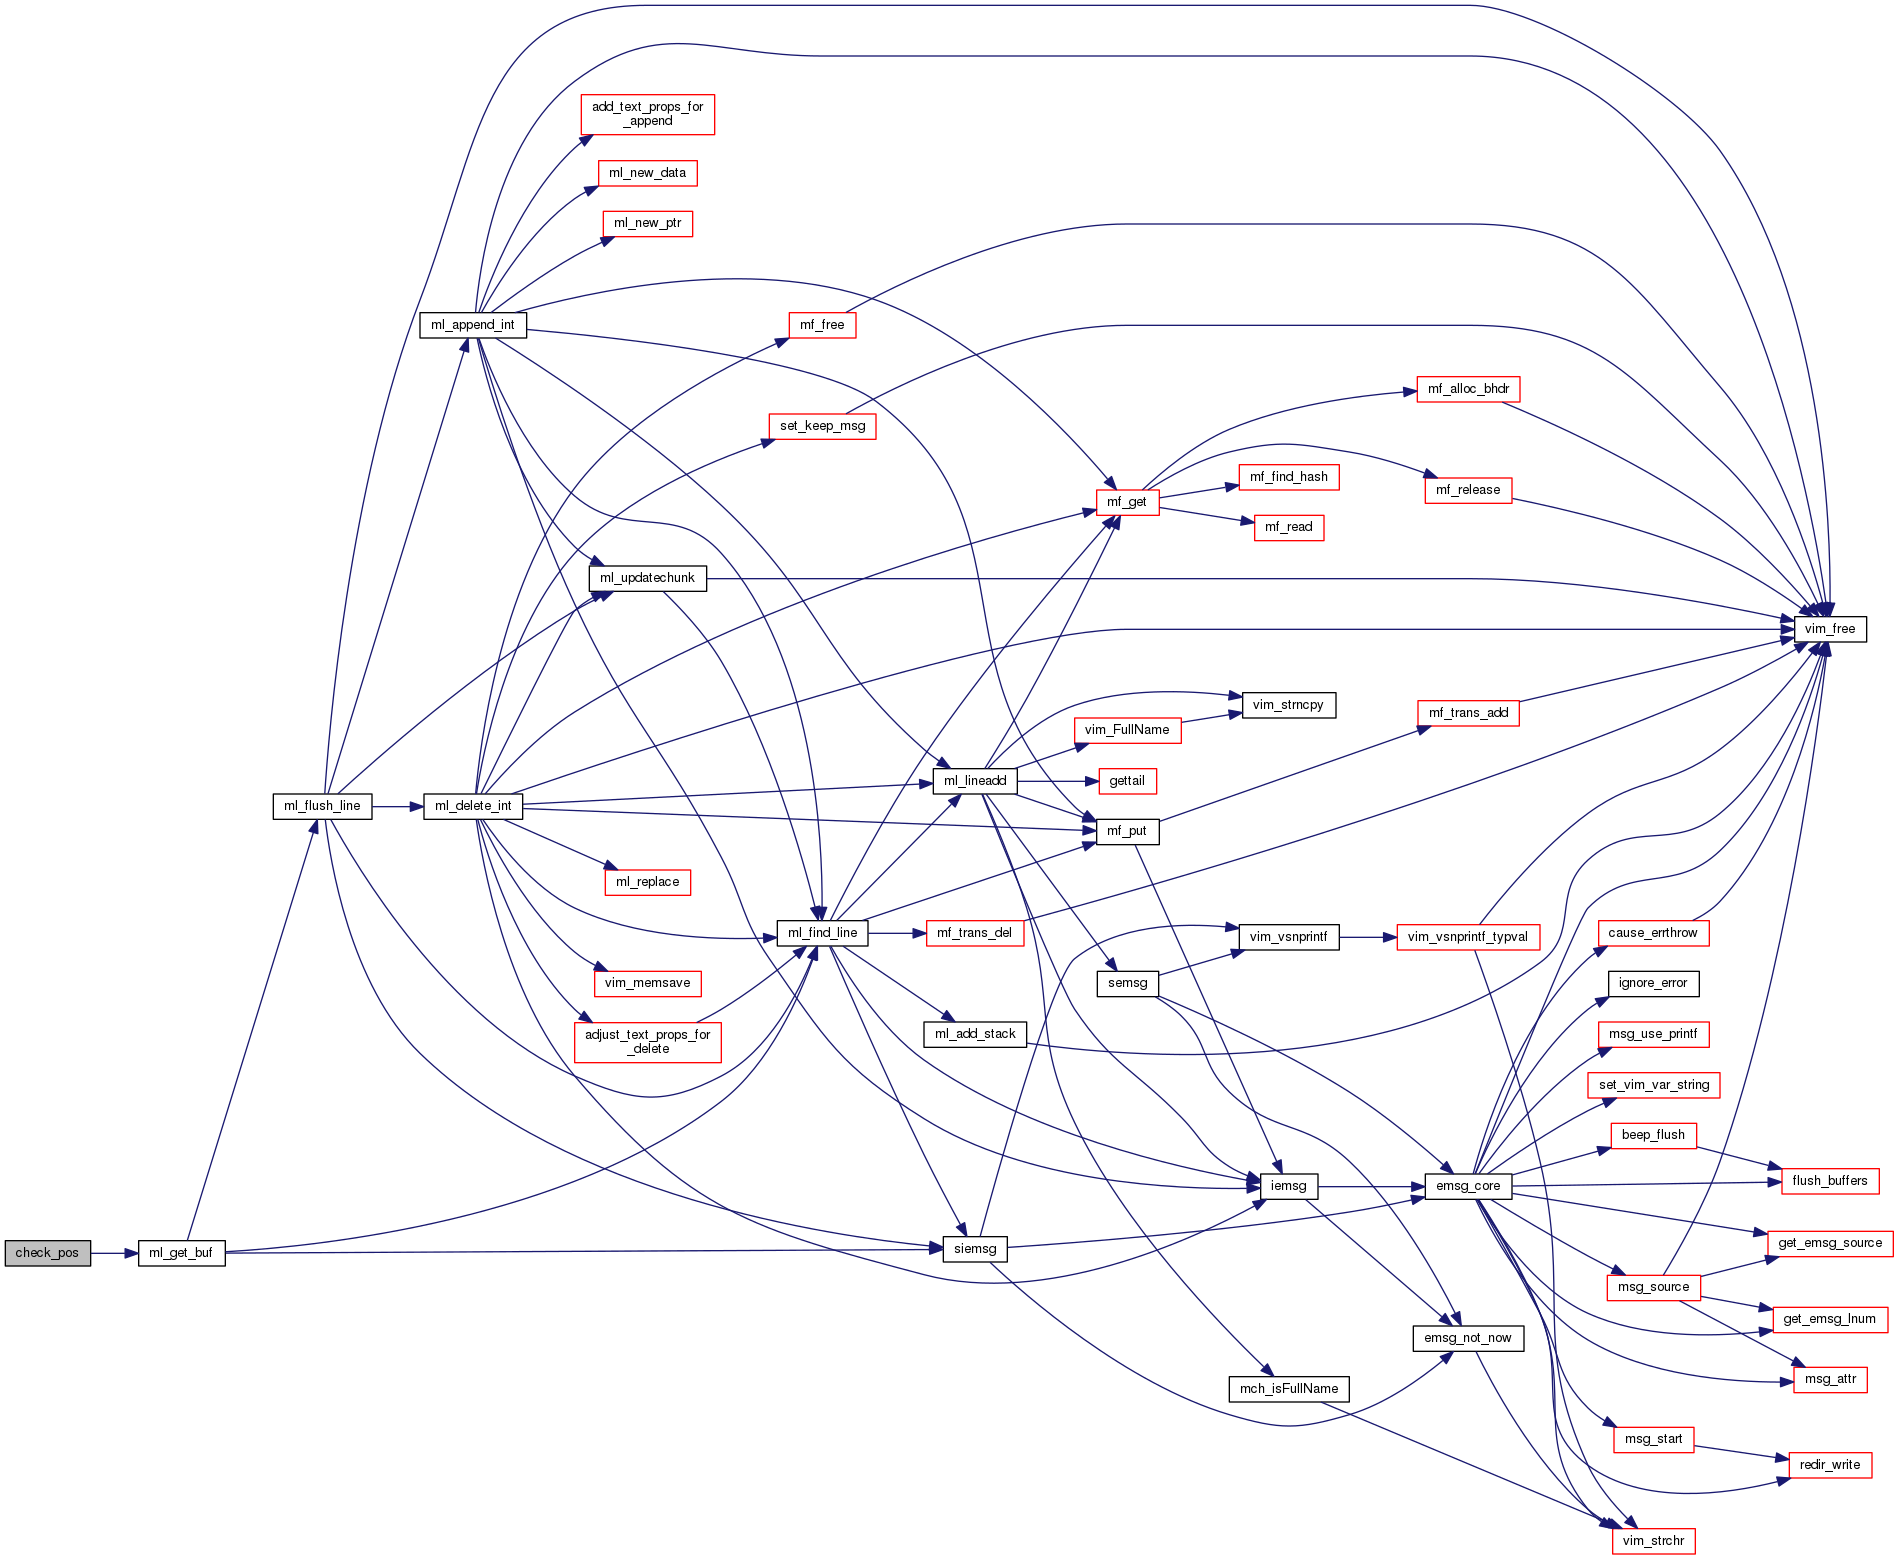 add_text_props_for
_append
ml_new_data
ml_new_ptr
ml_append_int
mf_free
mf_alloc_bhdr
set_keep_msg
mf_find_hash
mf_release
mf_get
mf_read
ml_updatechunk
vim_free
vim_strncpy
mf_trans_add
vim_FullName
ml_lineadd
gettail
ml_flush_line
ml_delete_int
mf_put
ml_replace
ml_find_line
mf_trans_del
vim_vsnprintf
vim_vsnprintf_typval
cause_errthrow
vim_memsave
semsg
ignore_error
adjust_text_props_for
_delete
ml_add_stack
msg_use_printf
set_vim_var_string
beep_flush
iemsg
emsg_core
flush_buffers
check_pos
ml_get_buf
siemsg
get_emsg_source
msg_source
get_emsg_lnum
emsg_not_now
mch_isFullName
msg_attr
msg_start
redir_write
vim_strchr